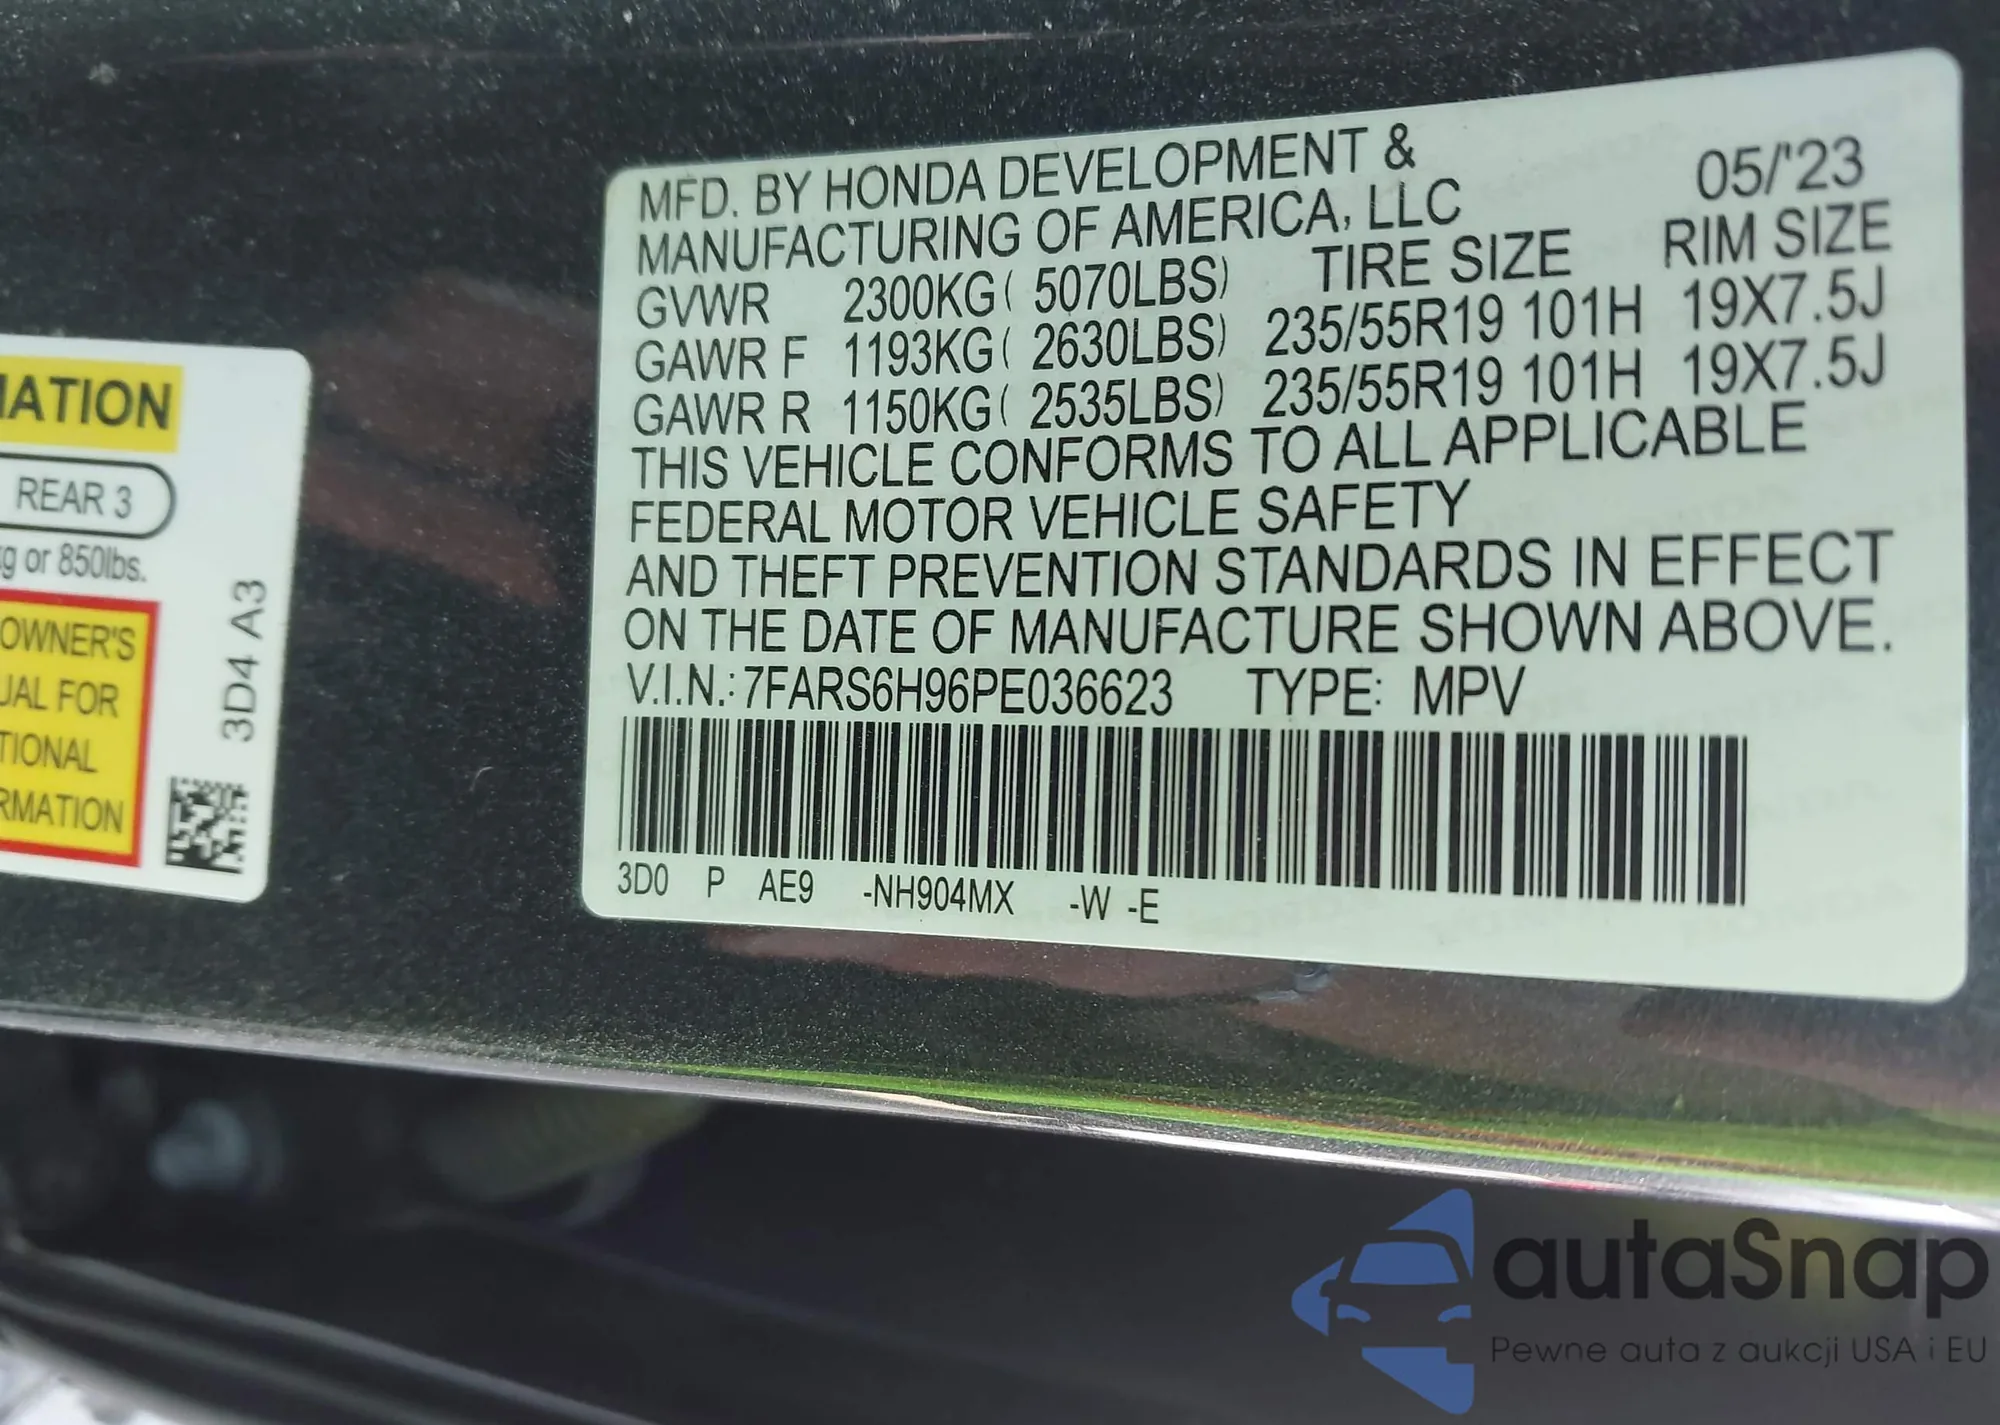 MFD. BY HONDA DEVELOPMENT &
MANUFACTURING OF AMERICA, LLC 05/'23
TIRE SIZE RIM SIZE
GVWR 2300KG( 5070LBS)
GAWR F 1193KG( 2630LBS) 235/55R19 101H 19X7.5J
GAWR R 1150KG( 2535LBS) 235/55R19 101H 19X7.5J
THIS VEHICLE CONFORMS TO ALL APPLICABLE
FEDERAL MOTOR VEHICLE SAFETY
AND THEFT PREVENTION STANDARDS IN EFFECT
ON THE DATE OF MANUFACTURE SHOWN ABOVE.
V.I.N.: 7FARS6H96PE036623 TYPE: MPV
3D0 P AE9 -NH904MX -W -E
MATION
REAR 3
kg or 850lbs.
OWNER'S
UAL FOR
TIONAL
RMATION
3D4 A3
autaSnap
Pewne auta z aukcji USA i EU